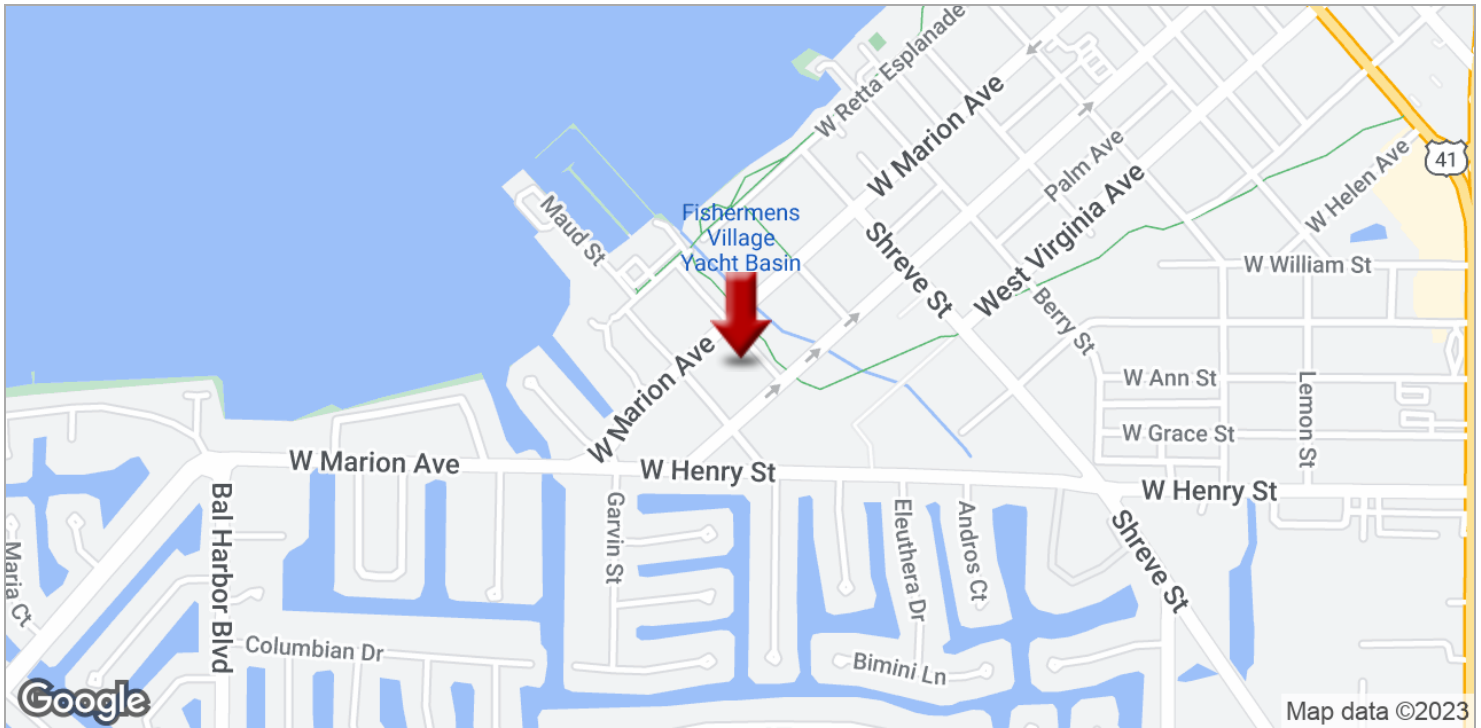 W Retta Esplanade
W Marion Ave
41
Palm Ave
W Helen Ave
Maud St
Fishermens
Village
Yacht Basin
Shreve St
West Virginia Ave
W William St
Berry St
W Marion Ave
W Ann St
Lemon St
W Grace St
W Marion Ave
W Henry St
W Henry St
Bal Harbor Blvd
Garvin St
Eleuthera Dr
Andros Ct
Shreve St
Maria Ct
Columbian Dr
Bimini Ln
Google
Map data ©2023